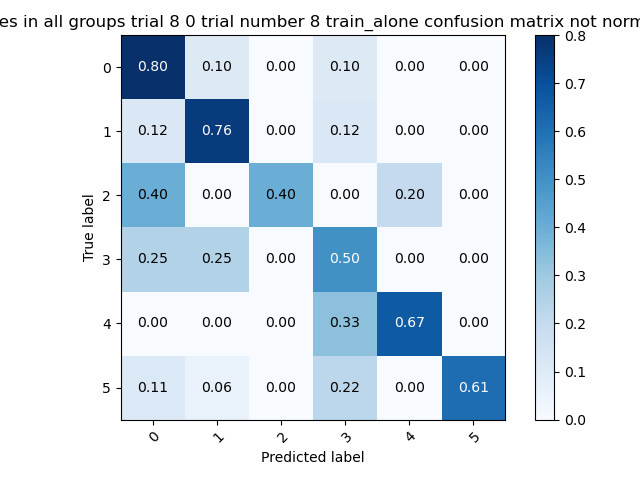 es in all groups trial 8 0 trial number 8 train_alone confusion matrix not norm
0 0.80 0.10 0.00 0.10 0.00 0.00
1 0.12 0.76 0.00 0.12 0.00 0.00
2 0.40 0.00 0.40 0.00 0.20 0.00
3 0.25 0.25 0.00 0.50 0.00 0.00
4 0.00 0.00 0.00 0.33 0.67 0.00
5 0.11 0.06 0.00 0.22 0.00 0.61
0 1 2 3 4 5
True label
Predicted label
0.8
0.7
0.6
0.5
0.4
0.3
0.2
0.1
0.0